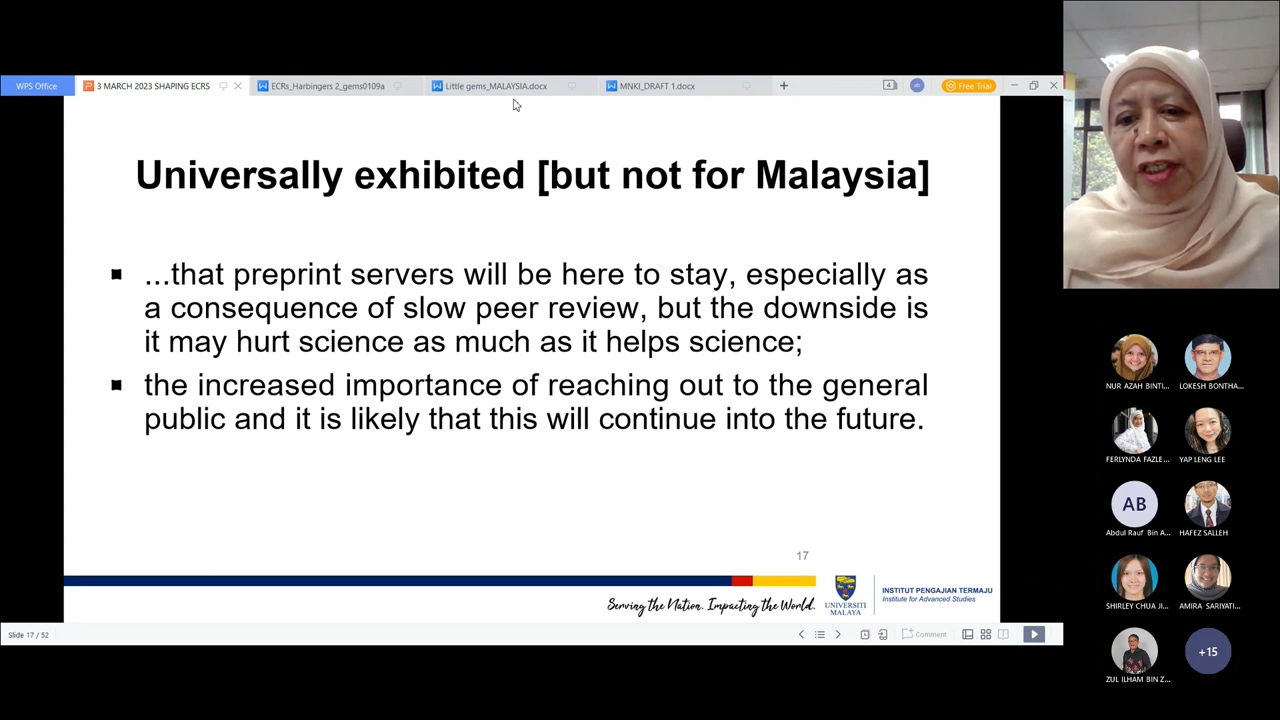 WPS Office
3 MARCH 2023 SHAPING ECRS
ECRs_Harbingers 2_gems0109a
Little gems_MALAYSIA.docx
MNKI_DRAFT 1.docx
Free Trial
Universally exhibited [but not for Malaysia]
...that preprint servers will be here to stay, especially as
a consequence of slow peer review, but the downside is
it may hurt science as much as it helps science;
the increased importance of reaching out to the general
public and it is likely that this will continue into the future.
17
Serving the Nation. Impacting the World.
UNIVERSITI
MALAYA
INSTITUT PENGAJIAN TERMAJU
Institute for Advanced Studies
Slide 17 / 52
Comment
NUR AZAH BINTI...
LOKESH BONTHA...
FERLYNDA FAZLE...
YAP LENG LEE
AB
Abdul Rauf Bin A...
HAFEZ SALLEH
SHIRLEY CHUA JI...
AMIRA SARIYATI...
ZUL ILHAM BIN Z...
+15